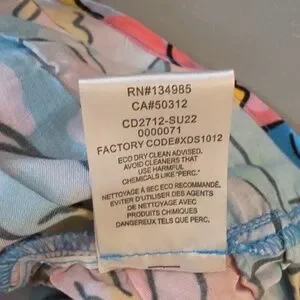 RN#134985
CA#50312
CD2712-SU22
0000071
FACTORY CODE#XDS1012
ECO DRY CLEAN ADVISED.
AVOID CLEANERS THAT
USE HARMFUL
CHEMICALS LIKE "PERC."
NETTOYAGE À SEC ECO RECOMMANDÉ,
EVITER D'UTILISER DES AGENTS
DE NETTOYAGE AVEC
PRODUITS CHIMIQUES
DANGEREUX TELS QUE PERC.